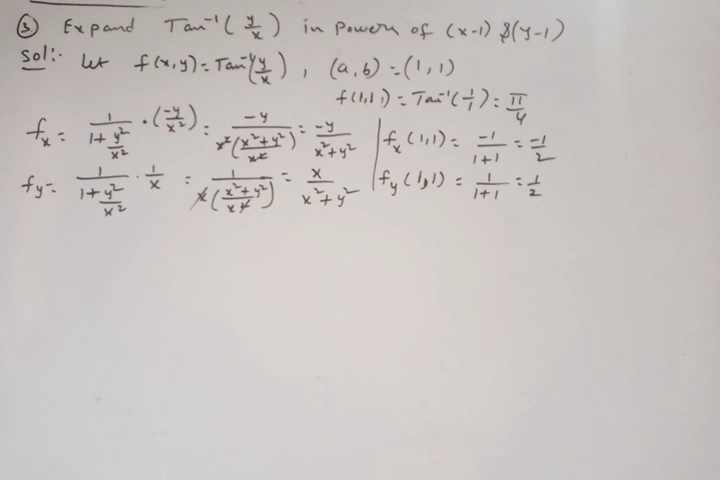 ③ Expand Tan⁻¹(y/x) in Powers of (x-1) &(y-1)
Sol:- Let f(x,y) = Tan⁻¹(y/x), (a,b) = (1,1)
f(1,1) = Tan⁻¹(1/1) = π/4
fx = 1/(1+y²/x²) · (-y/x²) = -y/(x²((x²+y²)/x²)) = -y/(x²+y²) | fx(1,1) = -1/(1+1) = -1/2
fy = 1/(1+y²/x²) · 1/x = 1/(x((x²+y²)/x²)) = x/(x²+y²) | fy(1,1) = 1/(1+1) = 1/2